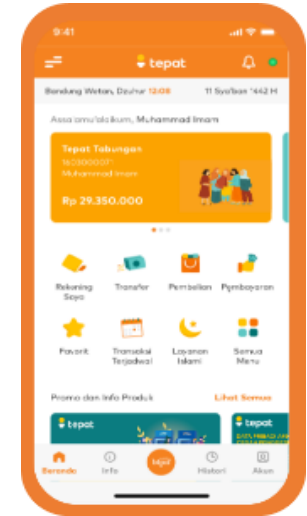 9:41
tepat
Bandung Wetan, Dzuhur 12:08
11 Sya'ban 1442 H
Assalamu'alaikum, Muhammad Imam
Tepat Tabungan
Muhammad Imam
Rp 29.350.000
Rekening Saya
Transfer
Pembelian
Pembayaran
Favorit
Transaksi Terjadwal
Layanan Islami
Semua Menu
Promo dan Info Produk
Lihat Semua
tepat
tepat
Beranda
Info
Histori
Akun